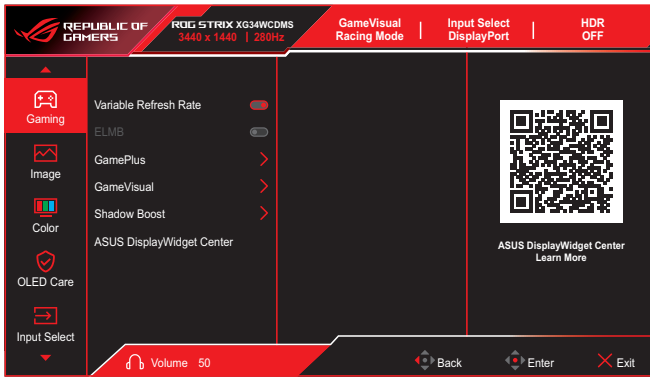 REPUBLIC OF
GAMERS
ROG STRIX XG34WCDMS
3440 x 1440 | 280Hz
GameVisual
Racing Mode
Input Select
DisplayPort
HDR
OFF
Gaming
Image
Color
OLED Care
Input Select
Variable Refresh Rate
ELMB
GamePlus
GameVisual
Shadow Boost
ASUS DisplayWidget Center
ASUS DisplayWidget Center
Learn More
Volume 50
Back
Enter
Exit